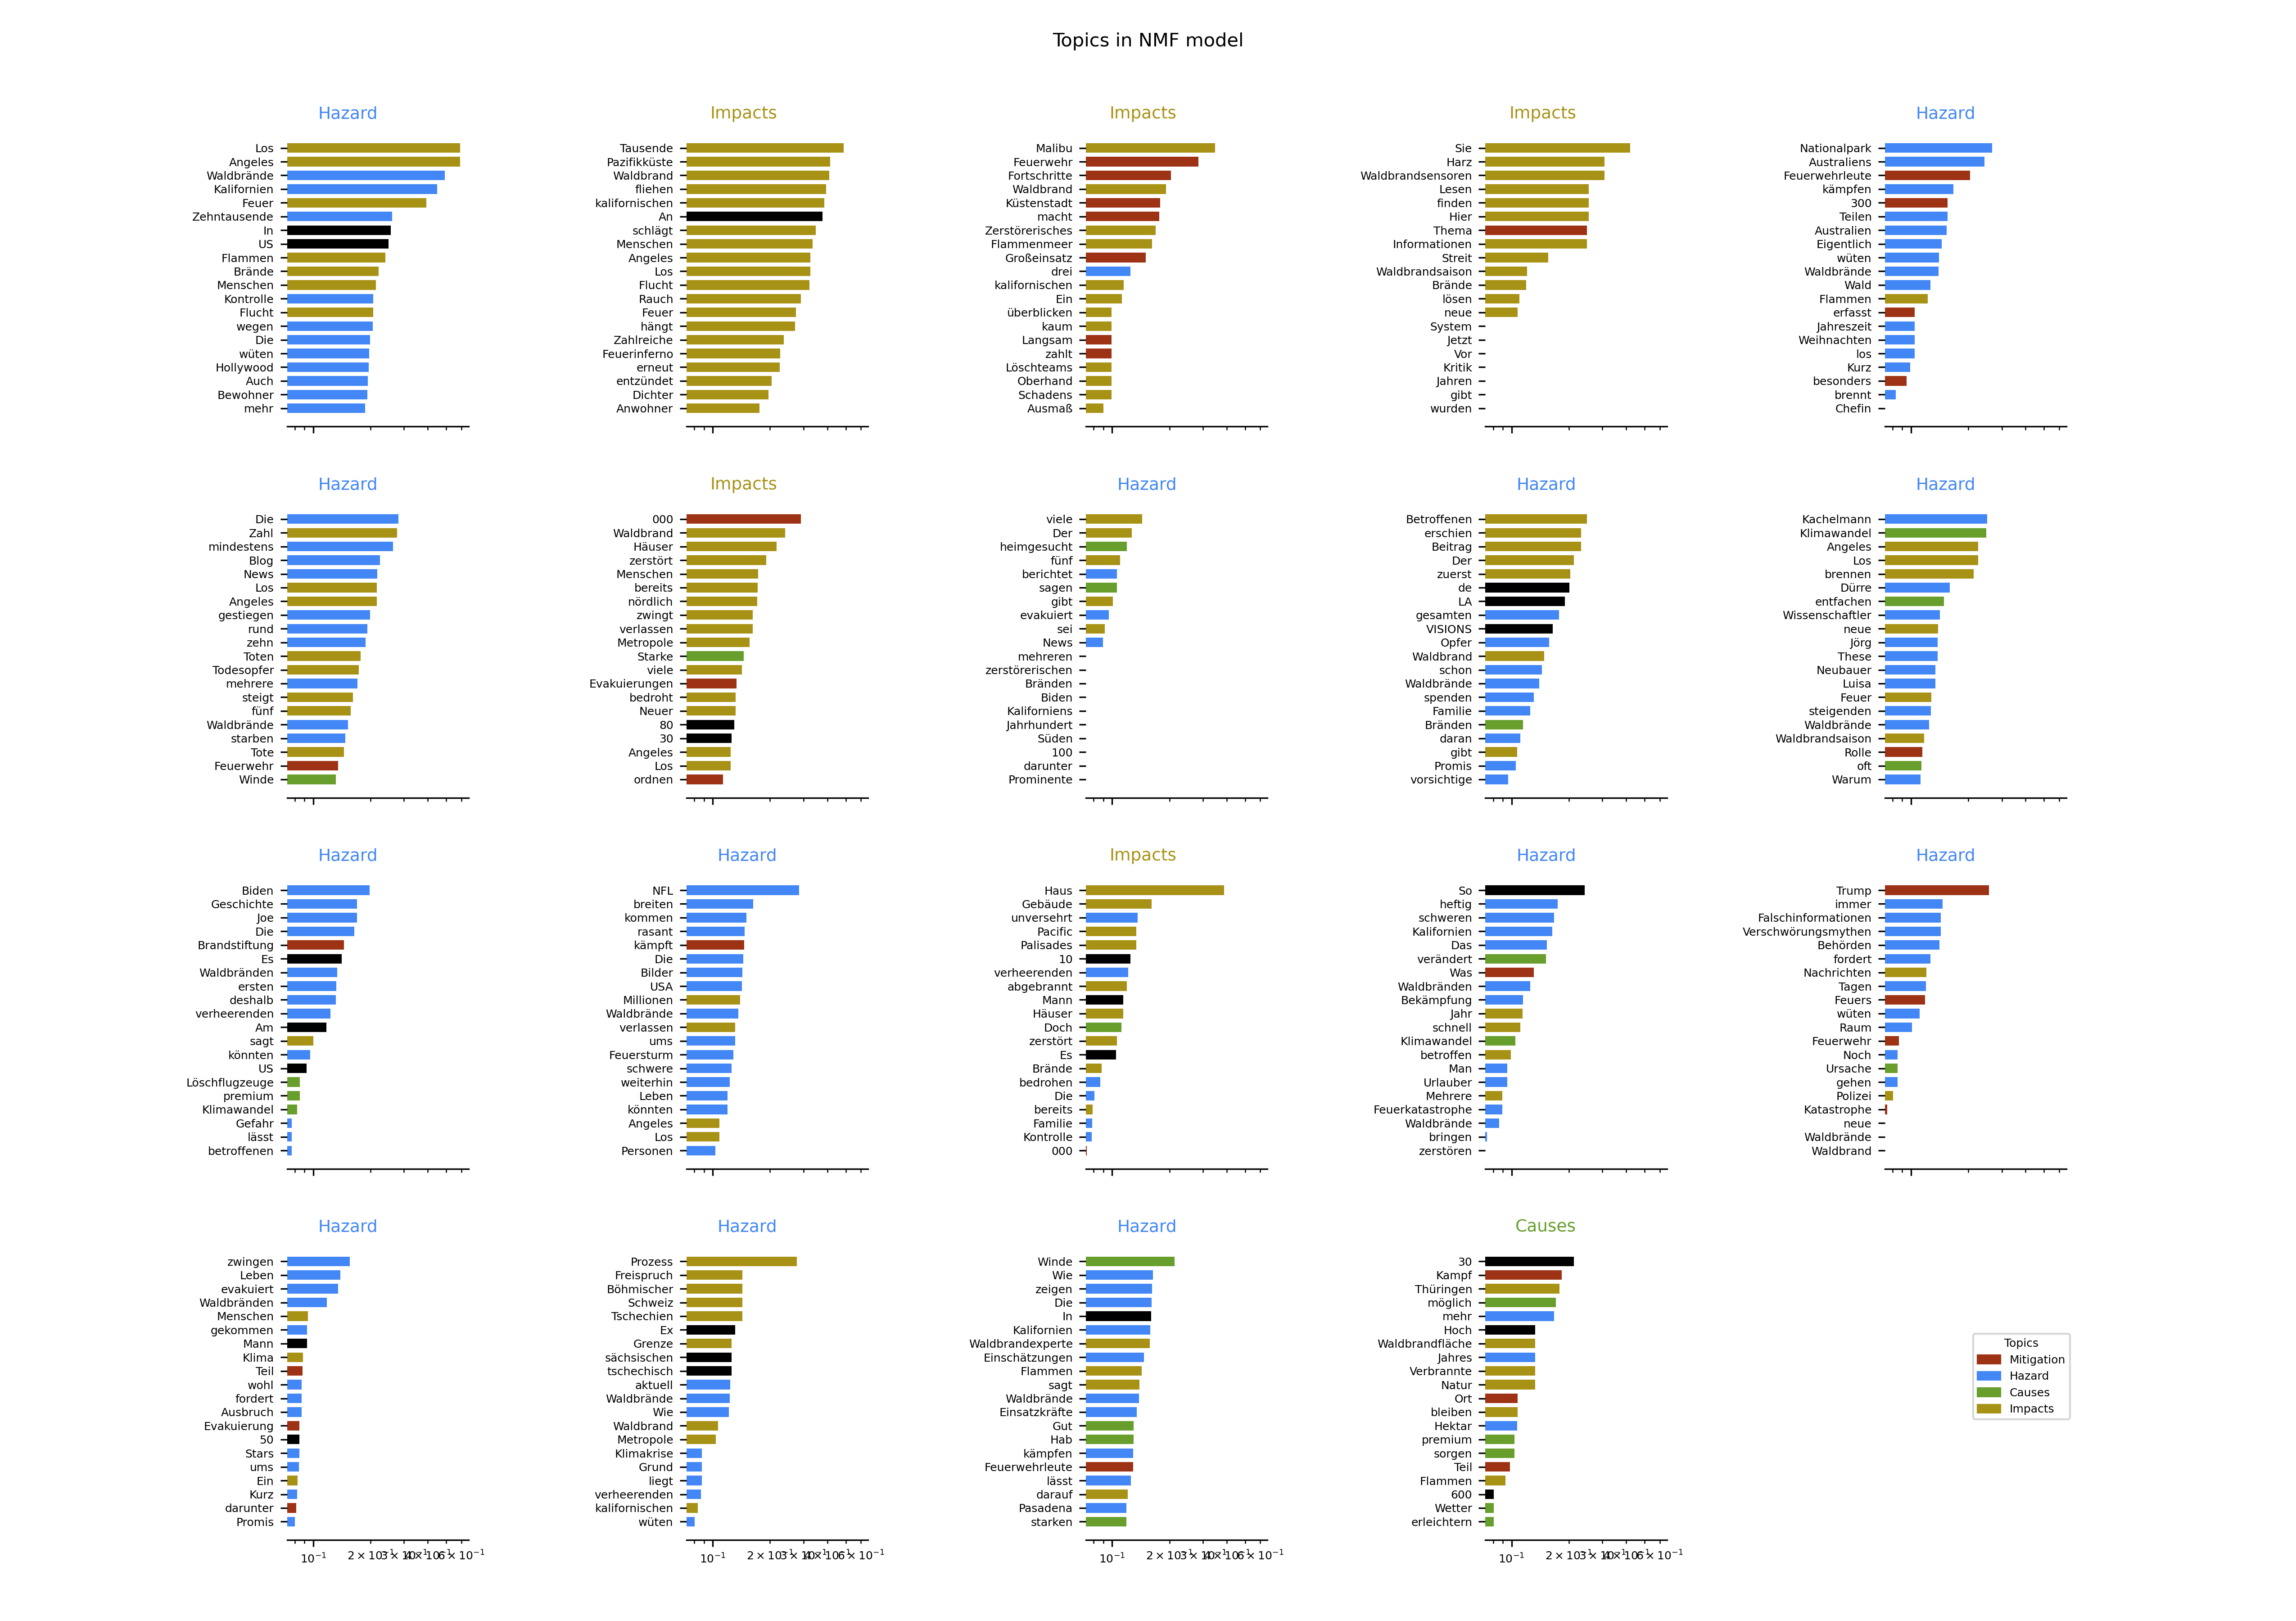 Topics in NMF model
Hazard
Los
Angeles
Waldbrände
Kalifornien
Feuer
Zehntausende
In
US
Flammen
Brände
Menschen
Kontrolle
Flucht
wegen
Die
wüten
Hollywood
Auch
Bewohner
mehr
Impacts
Tausende
Pazifikküste
Waldbrand
fliehen
kalifornischen
An
schlägt
Menschen
Angeles
Los
Flucht
Rauch
Feuer
hängt
Zahlreiche
Feuerinferno
erneut
entzündet
Dichter
Anwohner
Impacts
Malibu
Feuerwehr
Fortschritte
Waldbrand
Küstenstadt
macht
Zerstörerisches
Flammenmeer
Großeinsatz
drei
kalifornischen
Ein
überblicken
kaum
Langsam
zahlt
Löschteams
Oberhand
Schadens
Ausmaß
Impacts
Sie
Harz
Waldbrandsensoren
Lesen
finden
Hier
Thema
Informationen
Streit
Waldbrandsaison
Brände
lösen
neue
System
Jetzt
Vor
Kritik
Jahren
gibt
wurden
Hazard
Nationalpark
Australiens
Feuerwehrleute
kämpfen
300
Teilen
Australien
Eigentlich
wüten
Waldbrände
Wald
Flammen
erfasst
Jahreszeit
Weihnachten
los
Kurz
besonders
brennt
Chefin
Hazard
Die
Zahl
mindestens
Blog
News
Los
Angeles
gestiegen
rund
zehn
Toten
Todesopfer
mehrere
steigt
fünf
Waldbrände
starben
Tote
Feuerwehr
Winde
Impacts
000
Waldbrand
Häuser
zerstört
Menschen
bereits
nördlich
zwingt
verlassen
Metropole
Starke
viele
Evakuierungen
bedroht
Neuer
80
30
Angeles
Los
ordnen
Hazard
viele
Der
heimgesucht
fünf
berichtet
sagen
gibt
evakuiert
sei
News
mehreren
zerstörerischen
Bränden
Biden
Kaliforniens
Jahrhundert
Süden
100
darunter
Prominente
Hazard
Betroffenen
erschien
Beitrag
Der
zuerst
de
LA
gesamten
VISIONS
Opfer
Waldbrand
schon
Waldbrände
spenden
Familie
Bränden
daran
gibt
Promis
vorsichtige
Hazard
Kachelmann
Klimawandel
Angeles
Los
brennen
Dürre
entfachen
Wissenschaftler
neue
Jörg
These
Neubauer
Luisa
Feuer
steigenden
Waldbrände
Waldbrandsaison
Rolle
oft
Warum
Hazard
Biden
Geschichte
Joe
Die
Brandstiftung
Es
Waldbränden
ersten
deshalb
verheerenden
Am
sagt
könnten
US
Löschflugzeuge
premium
Klimawandel
Gefahr
lässt
betroffenen
Hazard
NFL
breiten
kommen
rasant
kämpft
Die
Bilder
USA
Millionen
Waldbrände
verlassen
ums
Feuersturm
schwere
weiterhin
Leben
könnten
Angeles
Los
Personen
Impacts
Haus
Gebäude
unversehrt
Pacific
Palisades
10
verheerenden
abgebrannt
Mann
Häuser
Doch
zerstört
Es
Brände
bedrohen
Die
bereits
Familie
Kontrolle
000
Hazard
So
heftig
schweren
Kalifornien
Das
verändert
Was
Waldbränden
Bekämpfung
Jahr
schnell
Klimawandel
betroffen
Man
Urlauber
Mehrere
Feuerkatastrophe
Waldbrände
bringen
zerstören
Hazard
Trump
immer
Falschinformationen
Verschwörungsmythen
Behörden
fordert
Nachrichten
Tagen
Feuers
wüten
Raum
Feuerwehr
Noch
Ursache
gehen
Polizei
Katastrophe
neue
Waldbrände
Waldbrand
Hazard
zwingen
Leben
evakuiert
Waldbränden
Menschen
gekommen
Mann
Klima
Teil
wohl
fordert
Ausbruch
Evakuierung
50
Stars
ums
Ein
Kurz
darunter
Promis
Hazard
Prozess
Freispruch
Böhmischer
Schweiz
Tschechien
Ex
Grenze
sächsischen
tschechisch
aktuell
Waldbrände
Wie
Waldbrand
Metropole
Klimakrise
Grund
liegt
verheerenden
kalifornischen
wüten
Hazard
Winde
Wie
zeigen
Die
In
Kalifornien
Waldbrandexperte
Einschätzungen
Flammen
sagt
Waldbrände
Einsatzkräfte
Gut
Hab
kämpfen
Feuerwehrleute
lässt
darauf
Pasadena
starken
Causes
30
Kampf
Thüringen
möglich
mehr
Hoch
Waldbrandfläche
Jahres
Verbrannte
Natur
Ort
bleiben
Hektar
premium
sorgen
Teil
Flammen
600
Wetter
erleichtern
Topics
Mitigation
Hazard
Causes
Impacts
10⁻¹
10⁻¹
10⁻¹
10⁻¹
10⁻¹